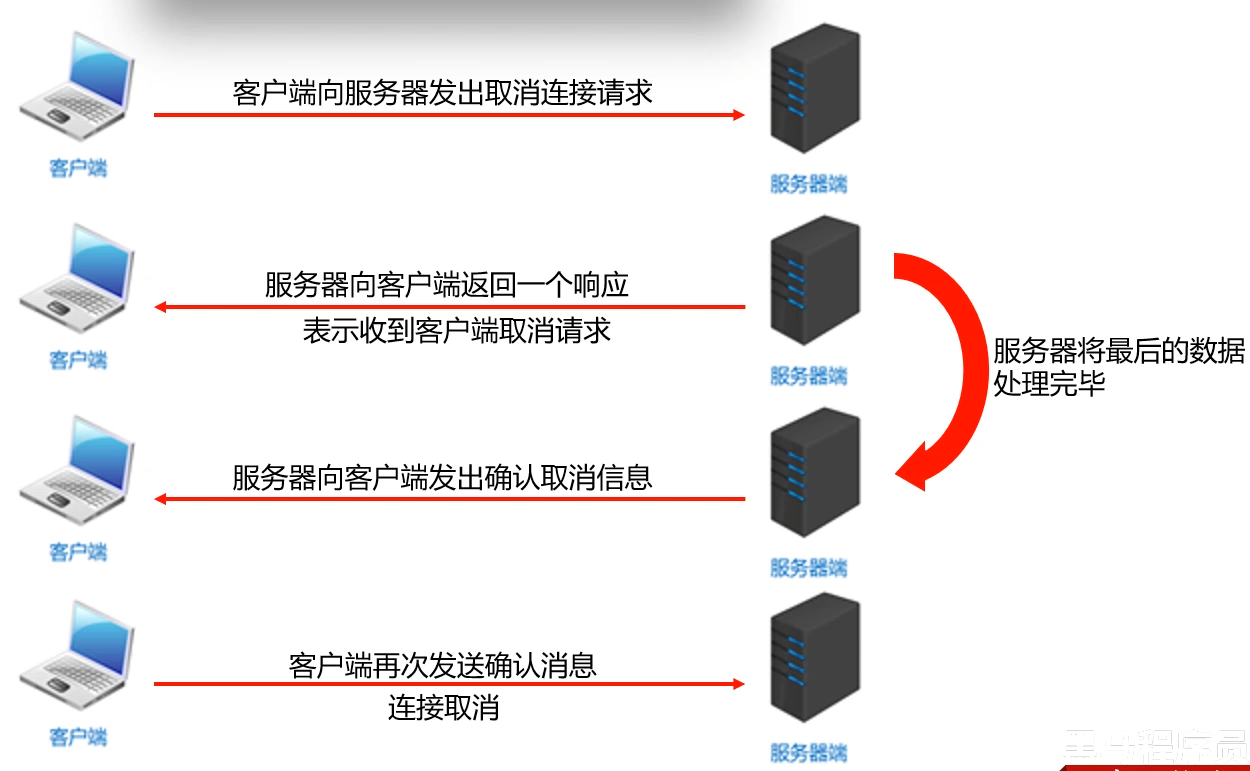 客户端向服务器发出取消连接请求
客户端
服务器端
服务器向客户端返回一个响应
表示收到客户端取消请求
客户端
服务器端
服务器将最后的数据
处理完毕
服务器向客户端发出确认取消信息
客户端
服务器端
客户端再次发送确认消息
连接取消
客户端
服务器端